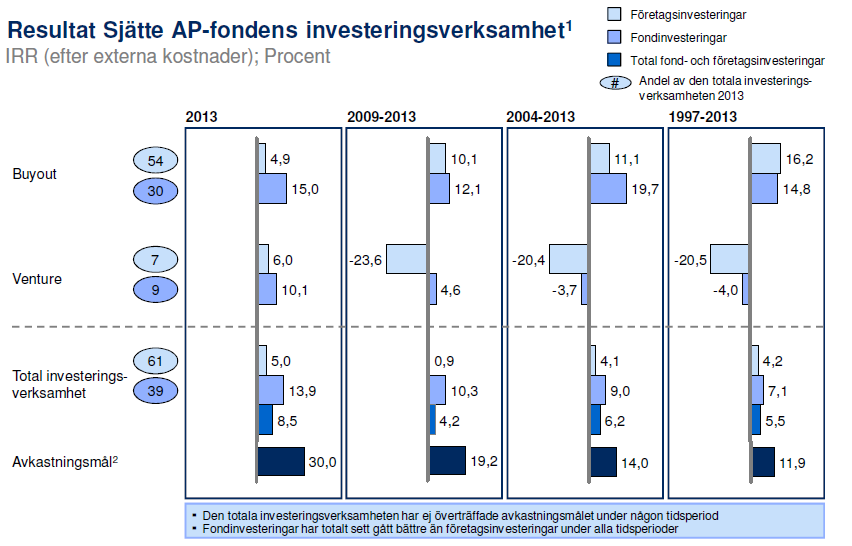 Resultat Sjätte AP-fondens investeringsverksamhet¹
IRR (efter externa kostnader); Procent
Företagsinvesteringar
Fondinvesteringar
Total fond- och företagsinvesteringar
# Andel av den totala investerings-
verksamheten 2013
2013 2009-2013 2004-2013 1997-2013
Buyout
54 4,9 10,1 11,1 16,2
30 15,0 12,1 19,7 14,8
Venture
7 6,0 -23,6 -20,4 -20,5
9 10,1 4,6 -3,7 -4,0
Total investerings-
verksamhet
61 5,0 0,9 4,1 4,2
39 13,9 10,3 9,0 7,1
8,5 4,2 6,2 5,5
Avkastningsmål² 30,0 19,2 14,0 11,9
▪ Den totala investeringsverksamheten har ej överträffade avkastningsmålet under någon tidsperiod
▪ Fondinvesteringar har totalt sett gått bättre än företagsinvesteringar under alla tidsperioder